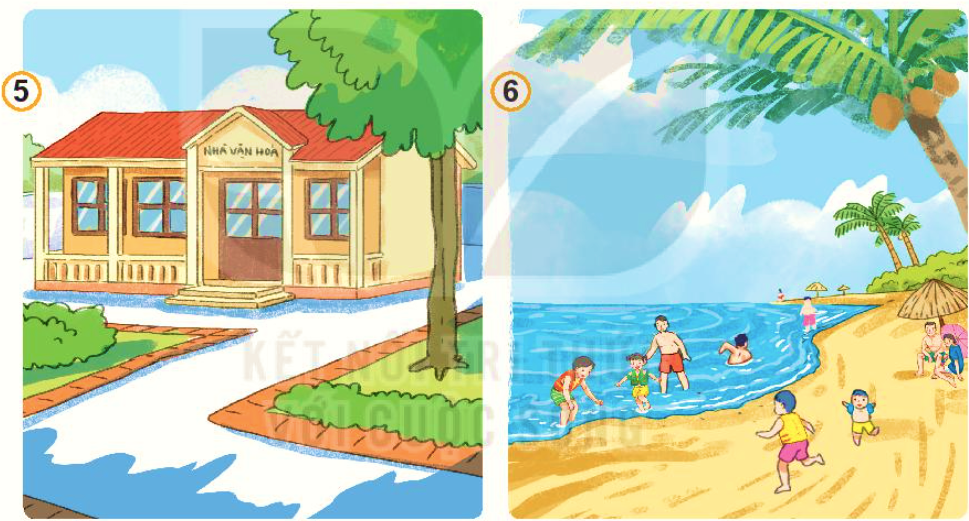 5
NHÀ VĂN HOÁ
6
KẾT NỐI TRI THỨC
VỚI CUỘC SỐNG